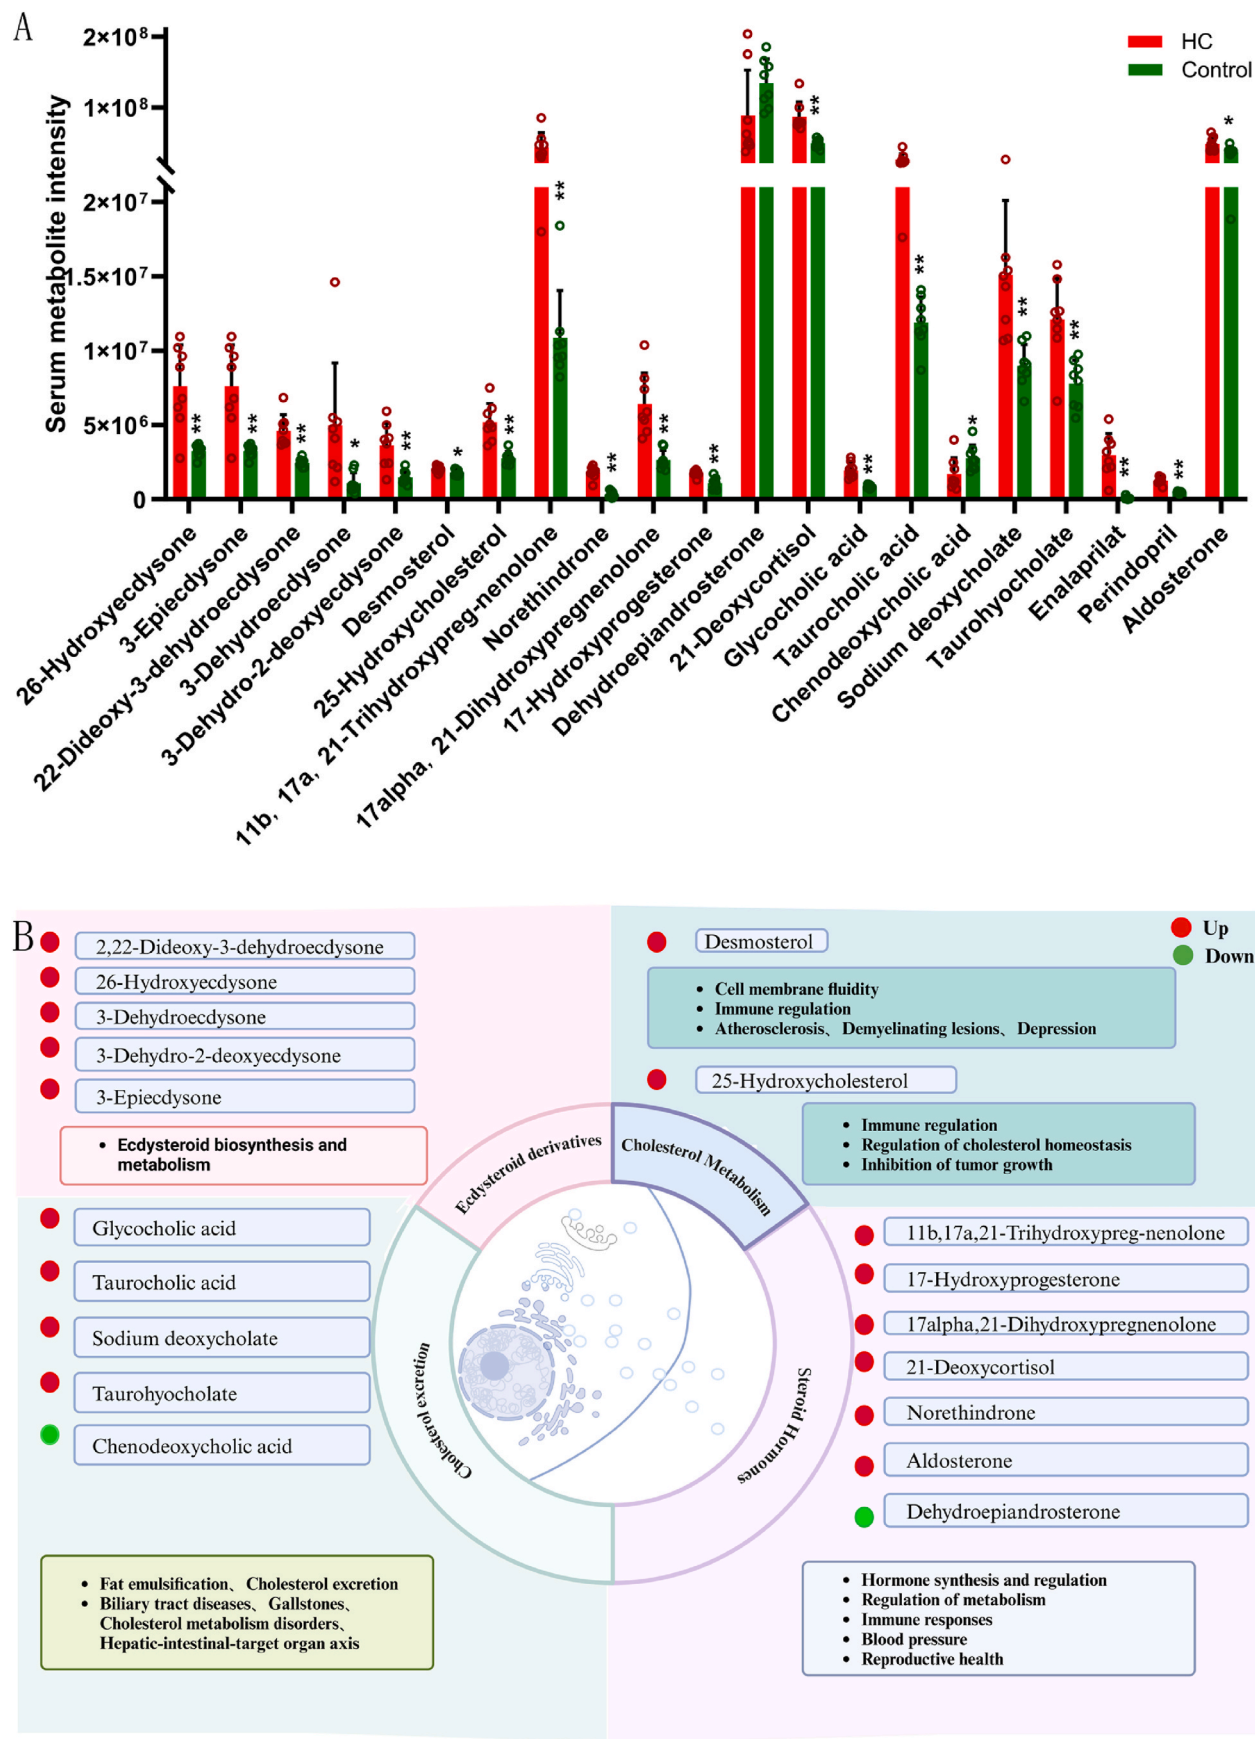 A
HC
Control
Serum metabolite intensity
2×10⁸
1×10⁸
2×10⁷
1.5×10⁷
1×10⁷
5×10⁶
0
**
**
**
*
**
*
**
**
**
**
**
**
**
**
*
**
**
**
**
*
26-Hydroxyecdysone
3-Epiecdysone
22-Dideoxy-3-dehydroecdysone
3-Dehydroecdysone
3-Dehydro-2-deoxyecdysone
Desmosterol
25-Hydroxycholesterol
11b, 17a, 21-Trihydroxypreg-nenolone
Norethindrone
17alpha, 21-Dihydroxypregnenolone
17-Hydroxyprogesterone
Dehydroepiandrosterone
21-Deoxycortisol
Glycocholic acid
Taurocholic acid
Chenodeoxycholic acid
Sodium deoxycholate
Taurohyocholate
Enalaprilat
Perindopril
Aldosterone
B
Up
Down
2,22-Dideoxy-3-dehydroecdysone
26-Hydroxyecdysone
3-Dehydroecdysone
3-Dehydro-2-deoxyecdysone
3-Epiecdysone
• Ecdysteroid biosynthesis and
metabolism
Desmosterol
• Cell membrane fluidity
• Immune regulation
• Atherosclerosis、Demyelinating lesions、Depression
25-Hydroxycholesterol
• Immune regulation
• Regulation of cholesterol homeostasis
• Inhibition of tumor growth
Ecdysteroid derivatives
Cholesterol Metabolism
Cholesterol excretion
Steroid Hormones
Glycocholic acid
Taurocholic acid
Sodium deoxycholate
Taurohyocholate
Chenodeoxycholic acid
• Fat emulsification、Cholesterol excretion
• Biliary tract diseases、Gallstones、
Cholesterol metabolism disorders、
Hepatic-intestinal-target organ axis
11b,17a,21-Trihydroxypreg-nenolone
17-Hydroxyprogesterone
17alpha,21-Dihydroxypregnenolone
21-Deoxycortisol
Norethindrone
Aldosterone
Dehydroepiandrosterone
• Hormone synthesis and regulation
• Regulation of metabolism
• Immune responses
• Blood pressure
• Reproductive health